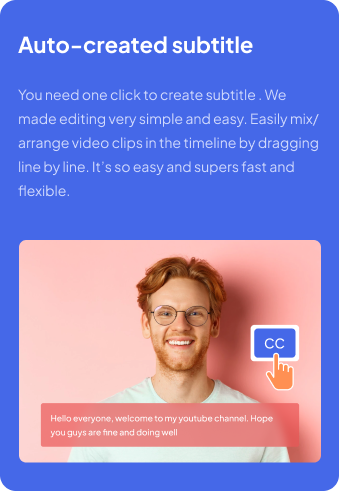 Auto-created subtitle
You need one click to create subtitle . We
made editing very simple and easy. Easily mix/
arrange video clips in the timeline by dragging
line by line. It's so easy and supers fast and
flexible.
CC
Hello everyone, welcome to my youtube channel. Hope
you guys are fine and doing well